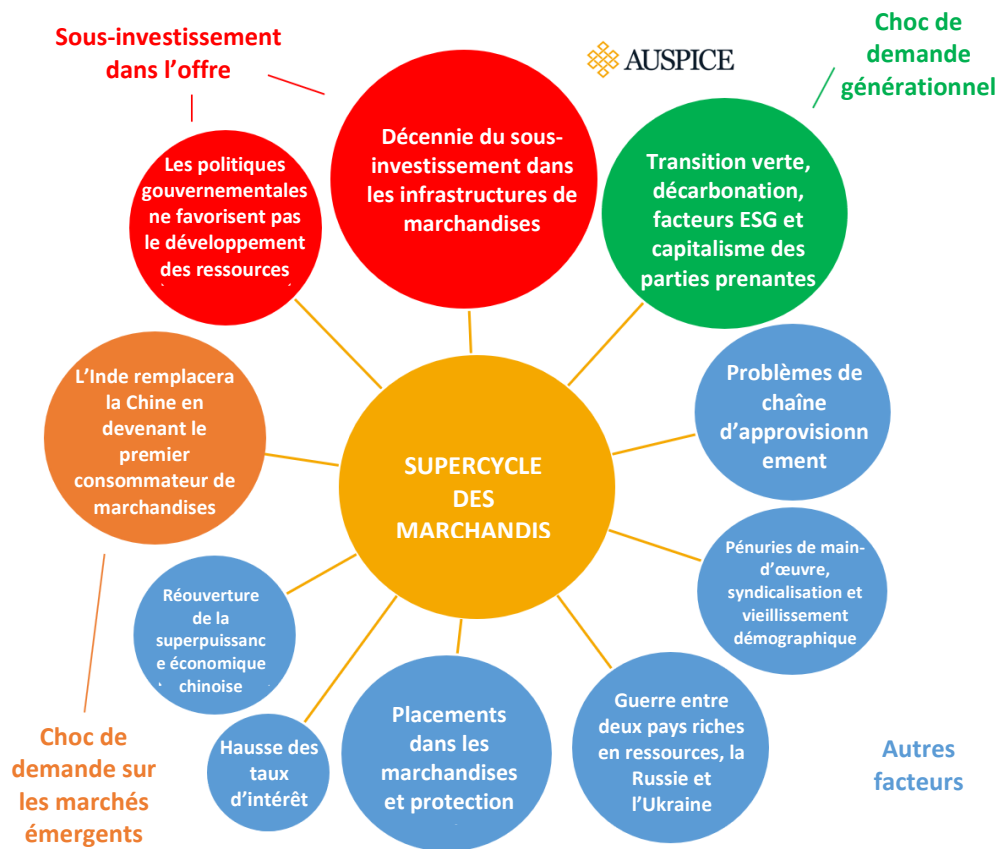 Sous-investissement
dans l'offre
AUSPICE
Choc de
demande
générationnel
Les politiques
gouvernementales
ne favorisent pas
le développement
des ressources
Décennie du sous-
investissement dans
les infrastructures de
marchandises
Transition verte,
décarbonation,
facteurs ESG et
capitalisme des
parties prenantes
L'Inde remplacera
la Chine en
devenant le
premier
consommateur de
marchandises
SUPERCYCLE
DES
MARCHANDIS
Problèmes de
chaîne
d'approvisionn
ement
Pénuries de main-
d'œuvre,
syndicalisation et
vieillissement
démographique
Réouverture
de la
superpuissanc
e économique
chinoise
Hausse des
taux
d'intérêt
Placements
dans les
marchandises
et protection
Guerre entre
deux pays riches
en ressources, la
Russie et
l'Ukraine
Choc de
demande sur
les marchés
émergents
Autres
facteurs